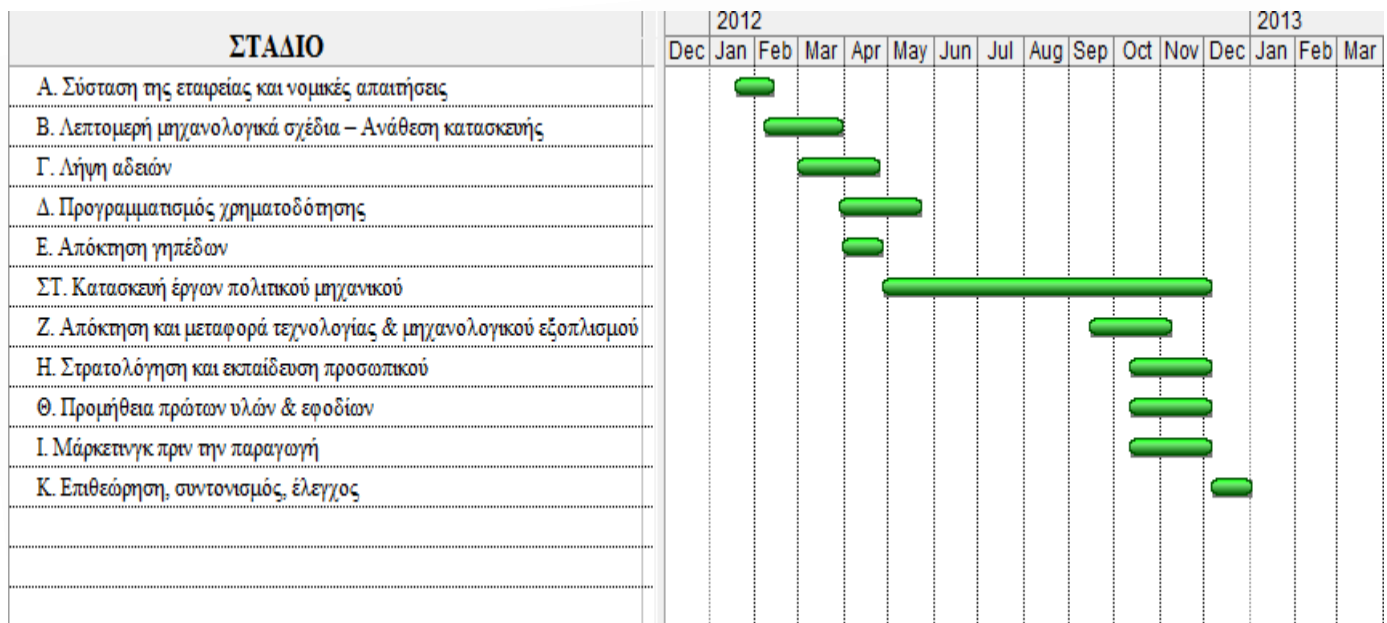 2012 2013
ΣΤΑΔΙΟ
Dec Jan Feb Mar Apr May Jun Jul Aug Sep Oct Nov Dec Jan Feb Mar
Α. Σύσταση της εταιρείας και νομικές απαιτήσεις
Β. Λεπτομερή μηχανολογικά σχέδια – Ανάθεση κατασκευής
Γ. Λήψη αδειών
Δ. Προγραμματισμός χρηματοδότησης
Ε. Απόκτηση γηπέδων
ΣΤ. Κατασκευή έργων πολιτικού μηχανικού
Ζ. Απόκτηση και μεταφορά τεχνολογίας & μηχανολογικού εξοπλισμού
Η. Στρατολόγηση και εκπαίδευση προσωπικού
Θ. Προμήθεια πρώτων υλών & εφοδίων
Ι. Μάρκετινγκ πριν την παραγωγή
Κ. Επιθεώρηση, συντονισμός, έλεγχος